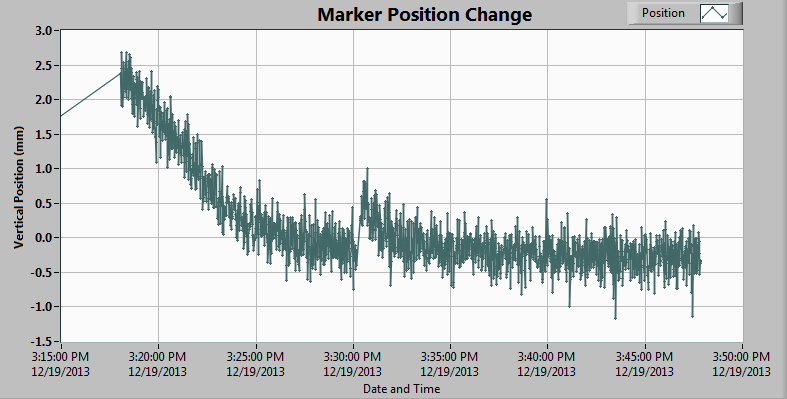 Marker Position Change
Position
3.0
2.5
2.0
1.5
1.0
0.5
0.0
-0.5
-1.0
-1.5
Vertical Position (mm)
3:15:00 PM 3:20:00 PM 3:25:00 PM 3:30:00 PM 3:35:00 PM 3:40:00 PM 3:45:00 PM 3:50:00 PM
12/19/2013 12/19/2013 12/19/2013 12/19/2013 12/19/2013 12/19/2013 12/19/2013 12/19/2013
Date and Time